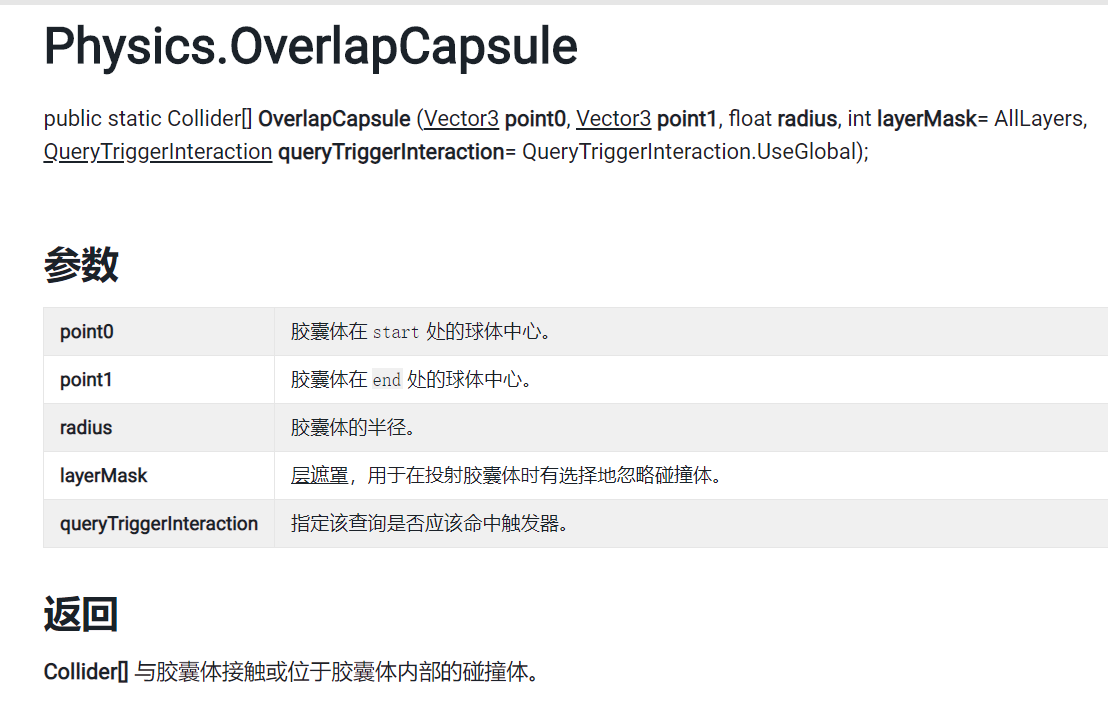 Physics.OverlapCapsule
public static Collider[] OverlapCapsule (Vector3 point0, Vector3 point1, float radius, int layerMask= AllLayers,
QueryTriggerInteraction queryTriggerInteraction= QueryTriggerInteraction.UseGlobal);
参数
point0 胶囊体在 start 处的球体中心。
point1 胶囊体在 end 处的球体中心。
radius 胶囊体的半径。
layerMask 层遮罩，用于在投射胶囊体时有选择地忽略碰撞体。
queryTriggerInteraction 指定该查询是否应该命中触发器。
返回
Collider[] 与胶囊体接触或位于胶囊体内部的碰撞体。